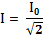 I = I₀/√2